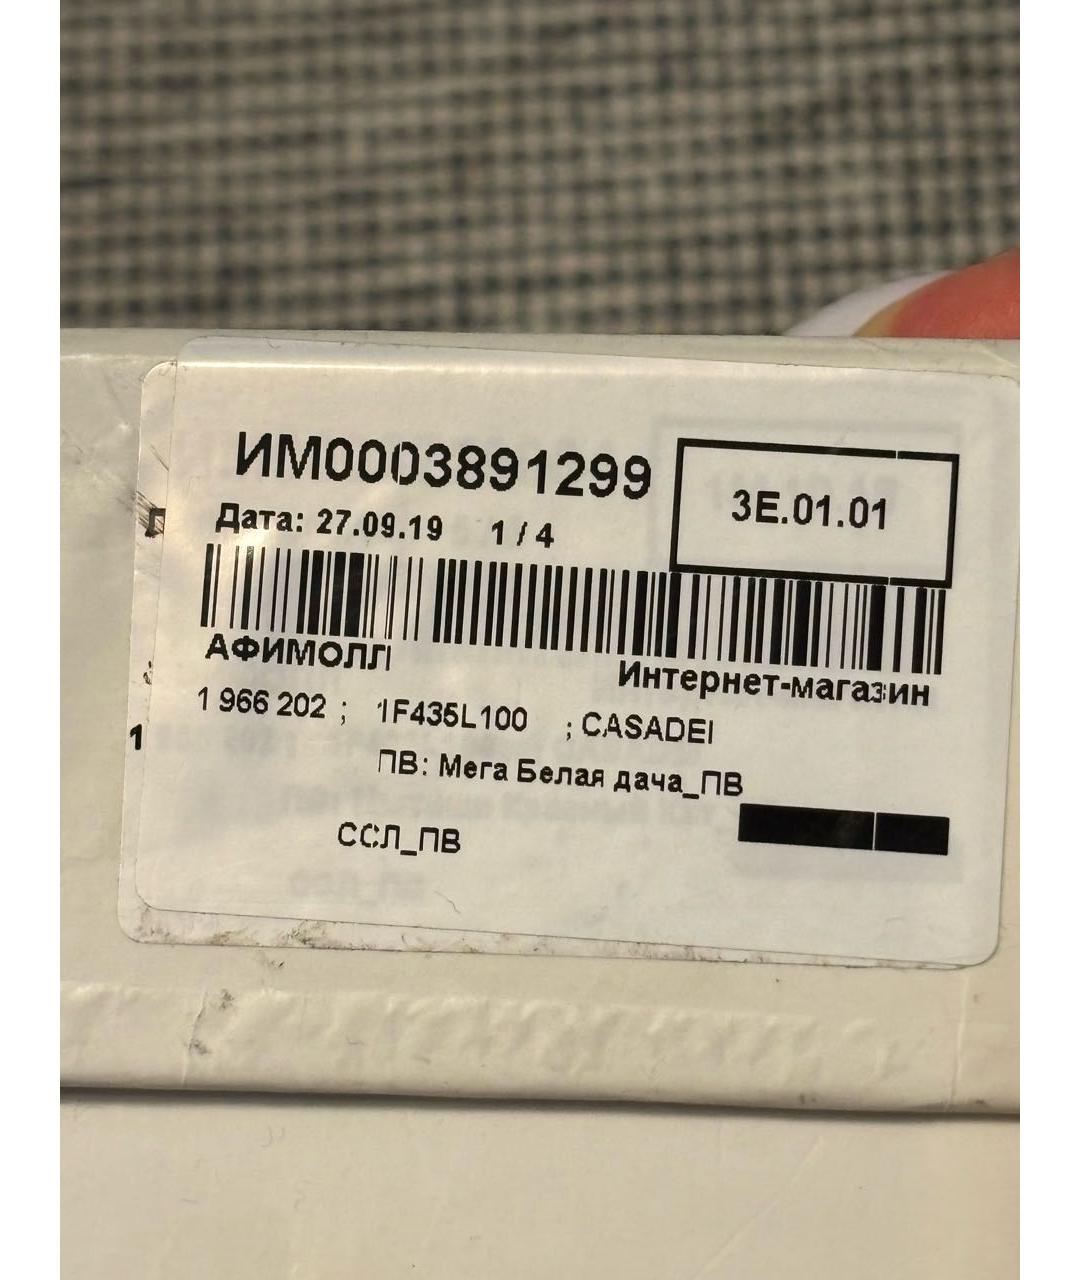 ИМ0003891299
3Е.01.01
Дата: 27.09.19 1 / 4
АФИМОЛЛ
Интернет-магазин
1 966 202 ; 1F435L100 ; CASADEI
1
ПВ: Мега Белая дача_ПВ
ССЛ_ПВ